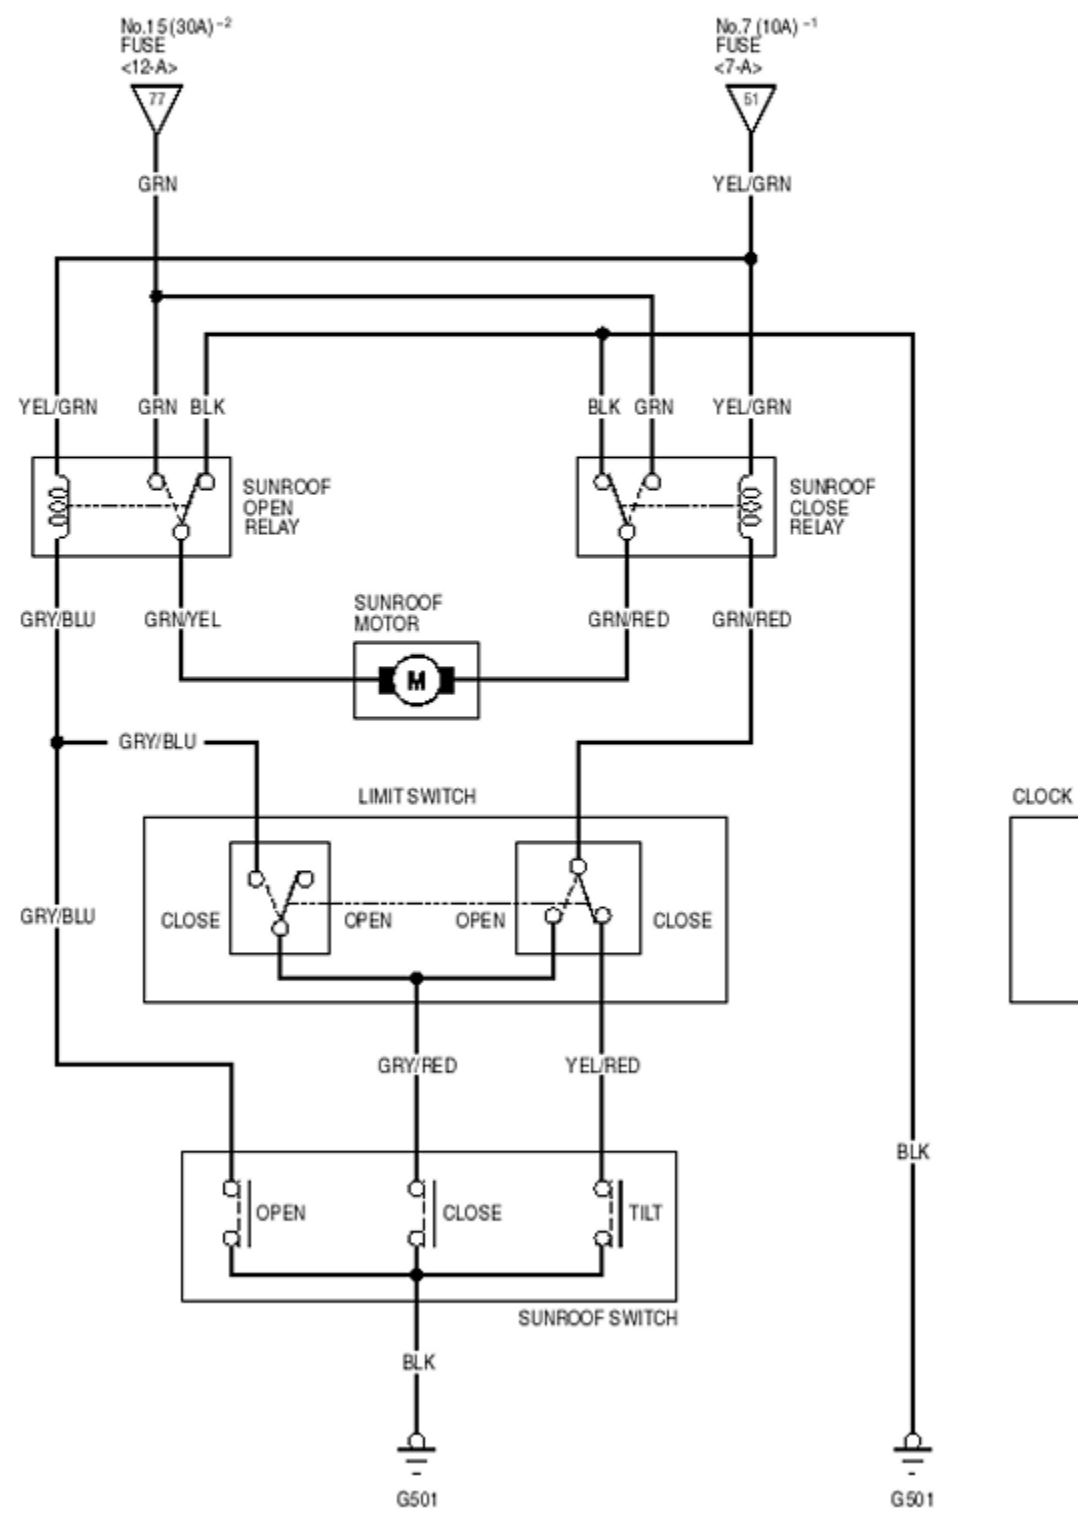 No.15(30A)-2
FUSE
<12-A>
77
No.7(10A)-1
FUSE
<7-A>
51
GRN
YEL/GRN
YEL/GRN
GRN
BLK
BLK
GRN
YEL/GRN
SUNROOF
OPEN
RELAY
SUNROOF
CLOSE
RELAY
GRY/BLU
GRN/YEL
SUNROOF
MOTOR
M
GRN/RED
GRN/RED
GRY/BLU
LIMIT SWITCH
CLOCK
GRY/BLU
CLOSE
OPEN
OPEN
CLOSE
GRY/RED
YEL/RED
BLK
OPEN
CLOSE
TILT
SUNROOF SWITCH
BLK
G501
G501